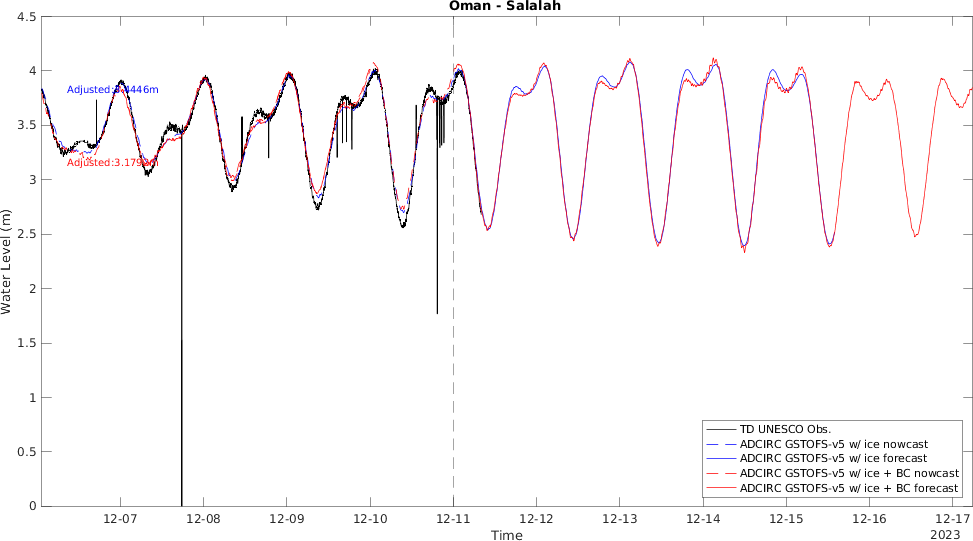 Oman - Salalah
4.5
4
3.5
3
2.5
2
1.5
1
0.5
0
Water Level (m)
Adjusted:3.4446m
12-07
12-08
12-09
12-10
12-11
12-12
12-13
12-14
12-15
12-16
12-17
Time
2023
TD UNESCO Obs.
ADCIRC GSTOFS-v5 w/ ice nowcast
ADCIRC GSTOFS-v5 w/ ice forecast
ADCIRC GSTOFS-v5 w/ ice + BC nowcast
ADCIRC GSTOFS-v5 w/ ice + BC forecast